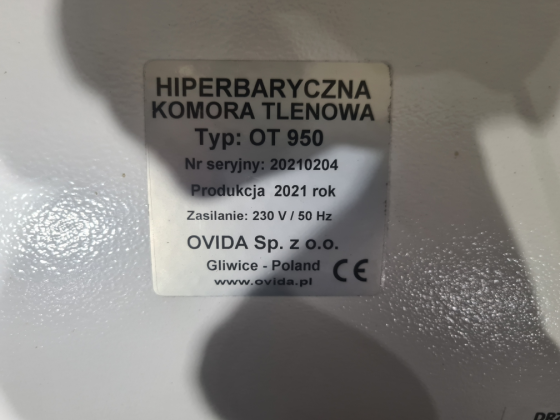 HIPERBARYCZNA
KOMORA TLENOWA
Typ: OT 950
Nr seryjny: 20210204
Produkcja 2021 rok
Zasilanie: 230 V / 50 Hz
OVIDA Sp. z o.o.
Gliwice - Poland CE
www.ovida.pl